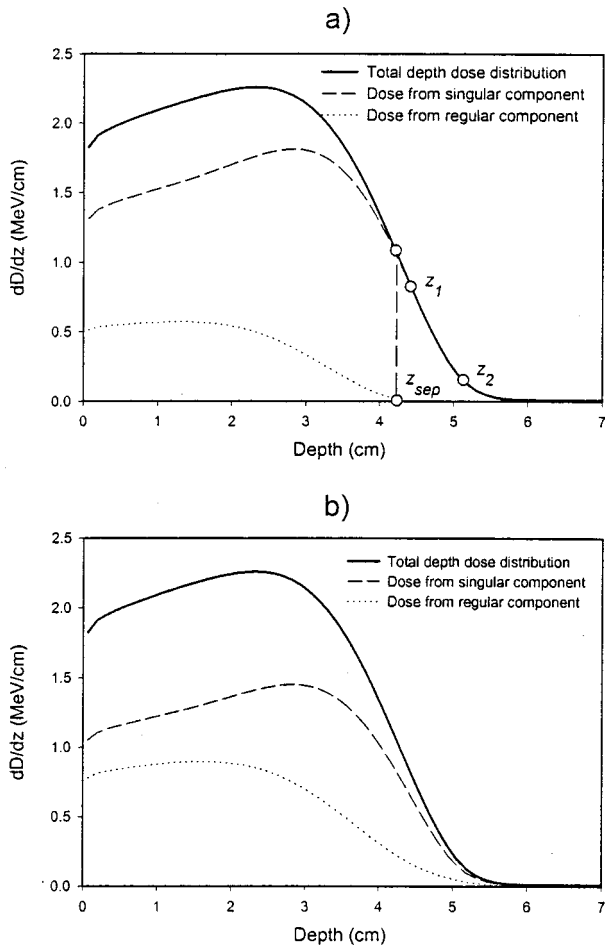 a)
2.5
2.0
1.5
1.0
0.5
0.0
dD/dz (MeV/cm)
Total depth dose distribution
Dose from singular component
Dose from regular component
z1
z2
zsep
0 1 2 3 4 5 6 7
Depth (cm)
b)
2.5
2.0
1.5
1.0
0.5
0.0
dD/dz (MeV/cm)
Total depth dose distribution
Dose from singular component
Dose from regular component
0 1 2 3 4 5 6 7
Depth (cm)